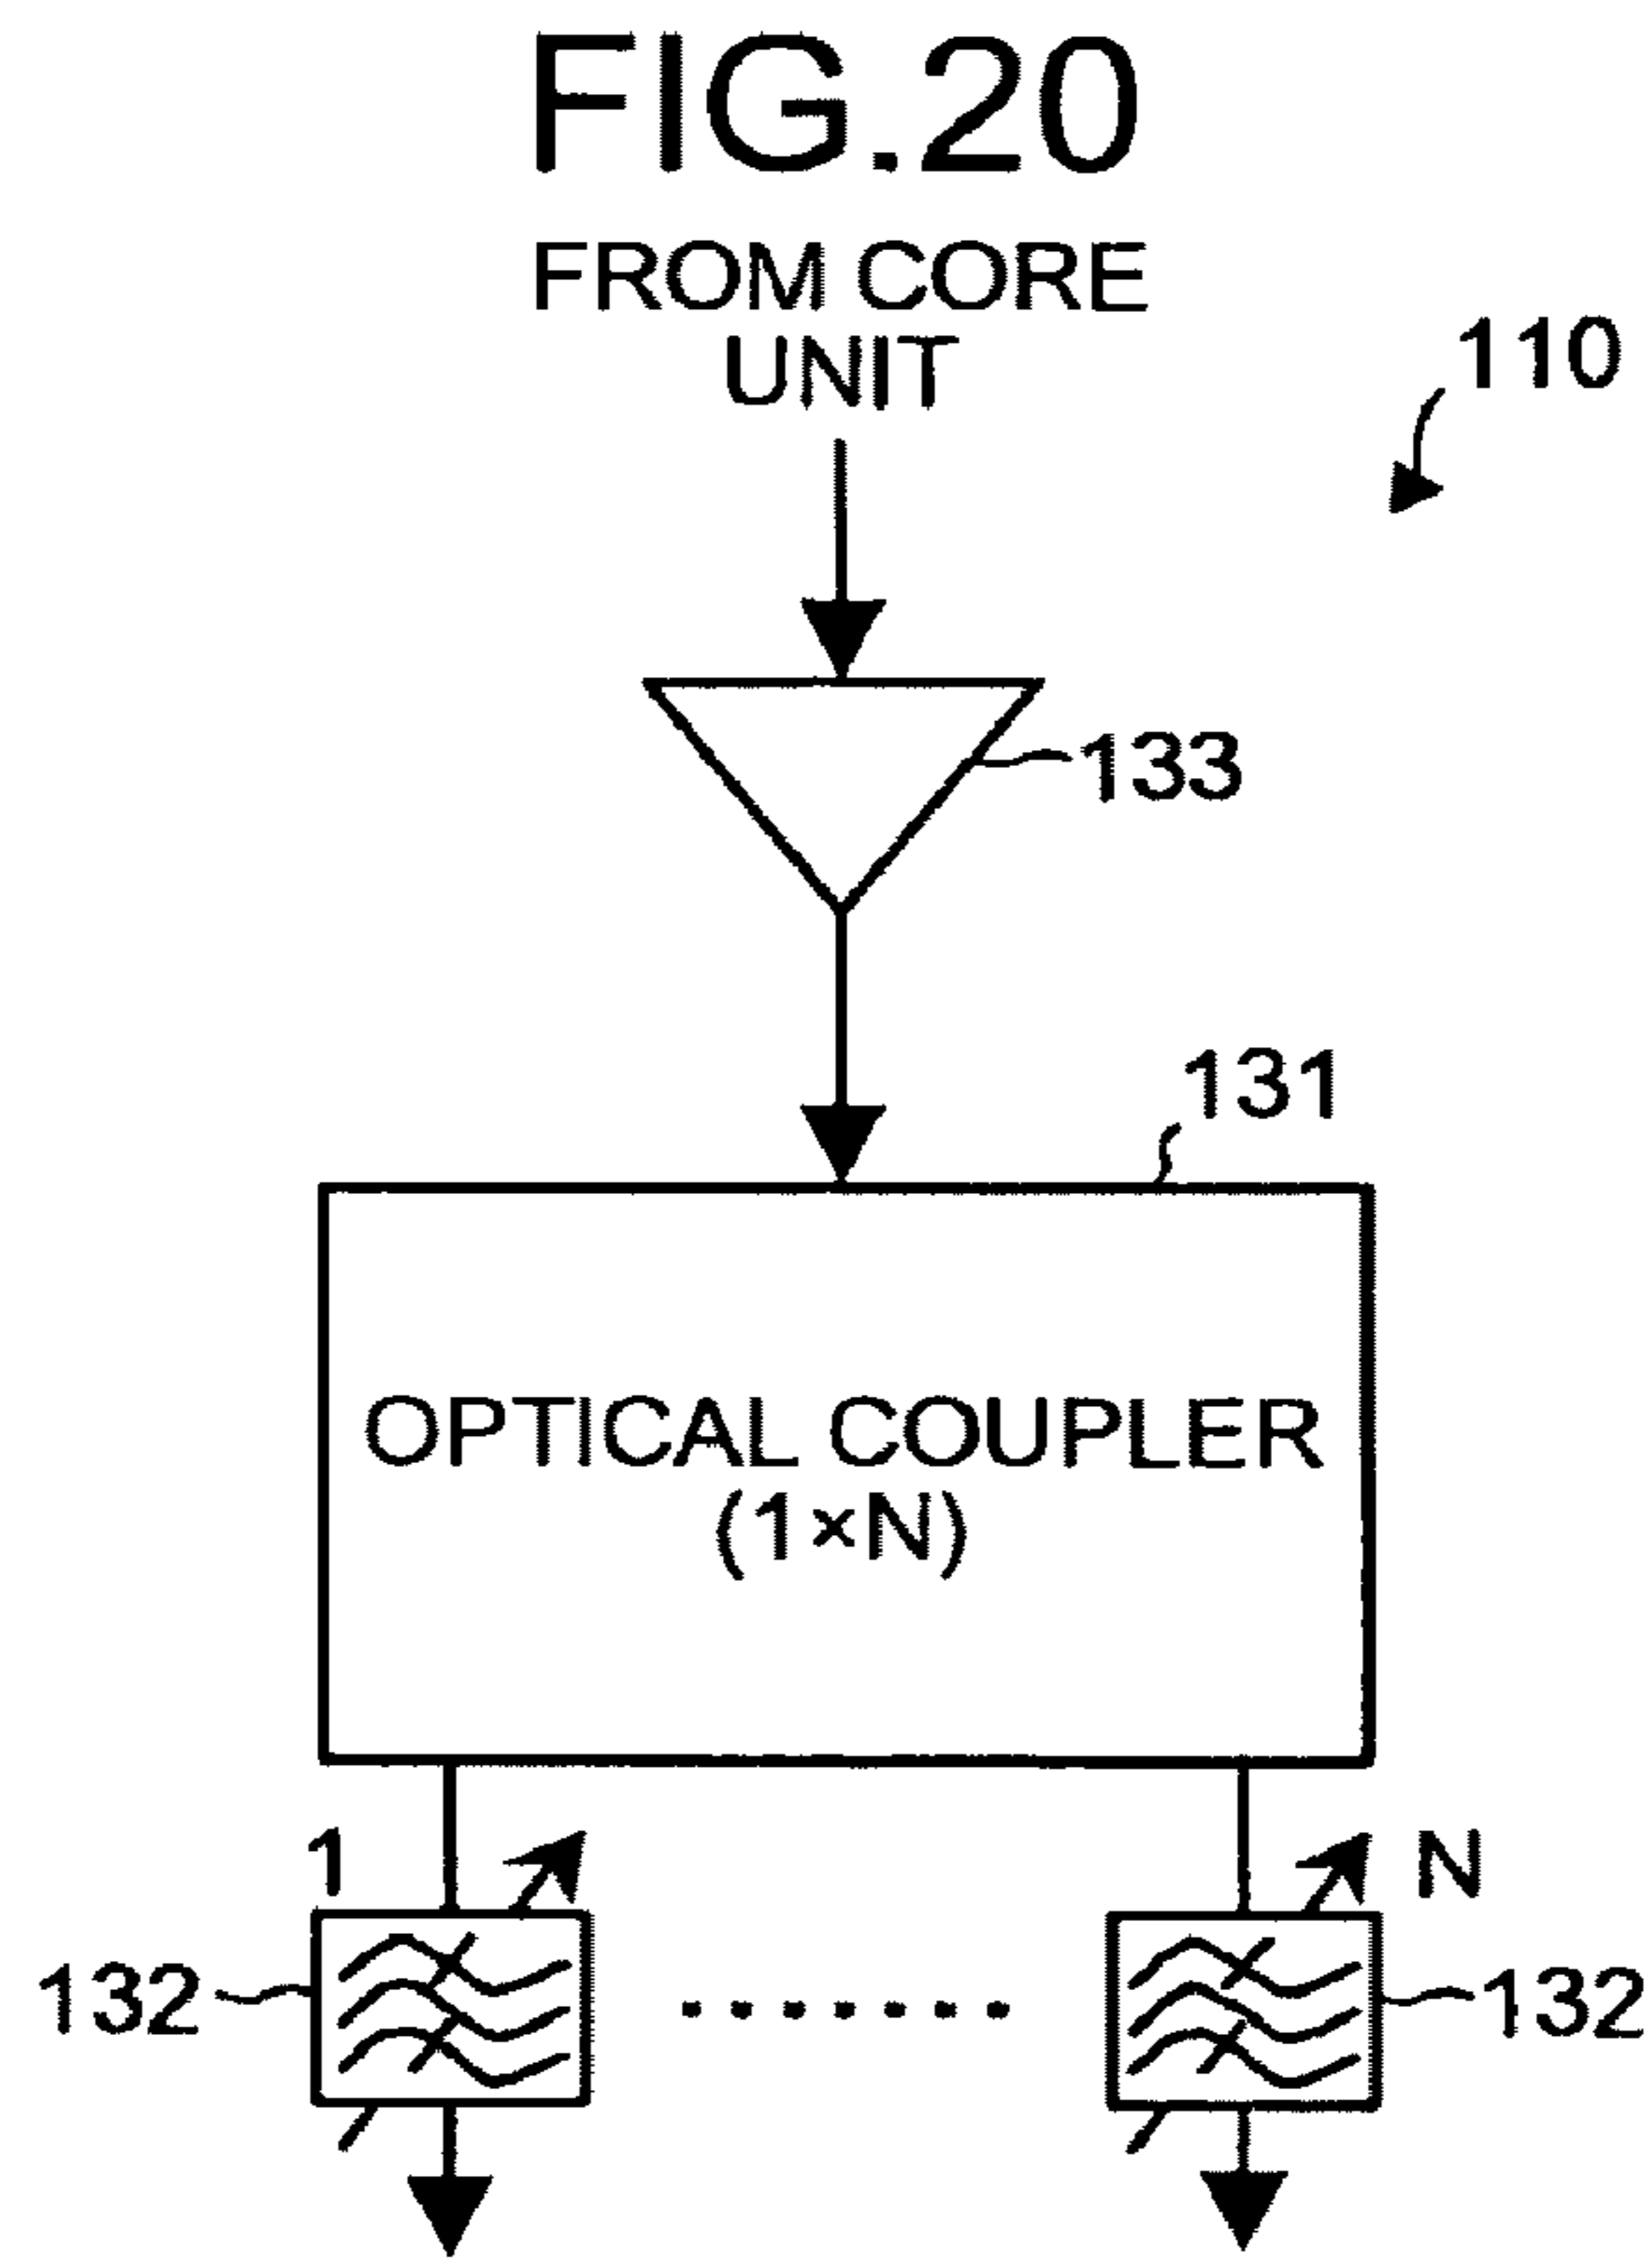 FIG.20
FROM CORE
UNIT
110
133
131
OPTICAL COUPLER
(1×N)
1
N
132
132